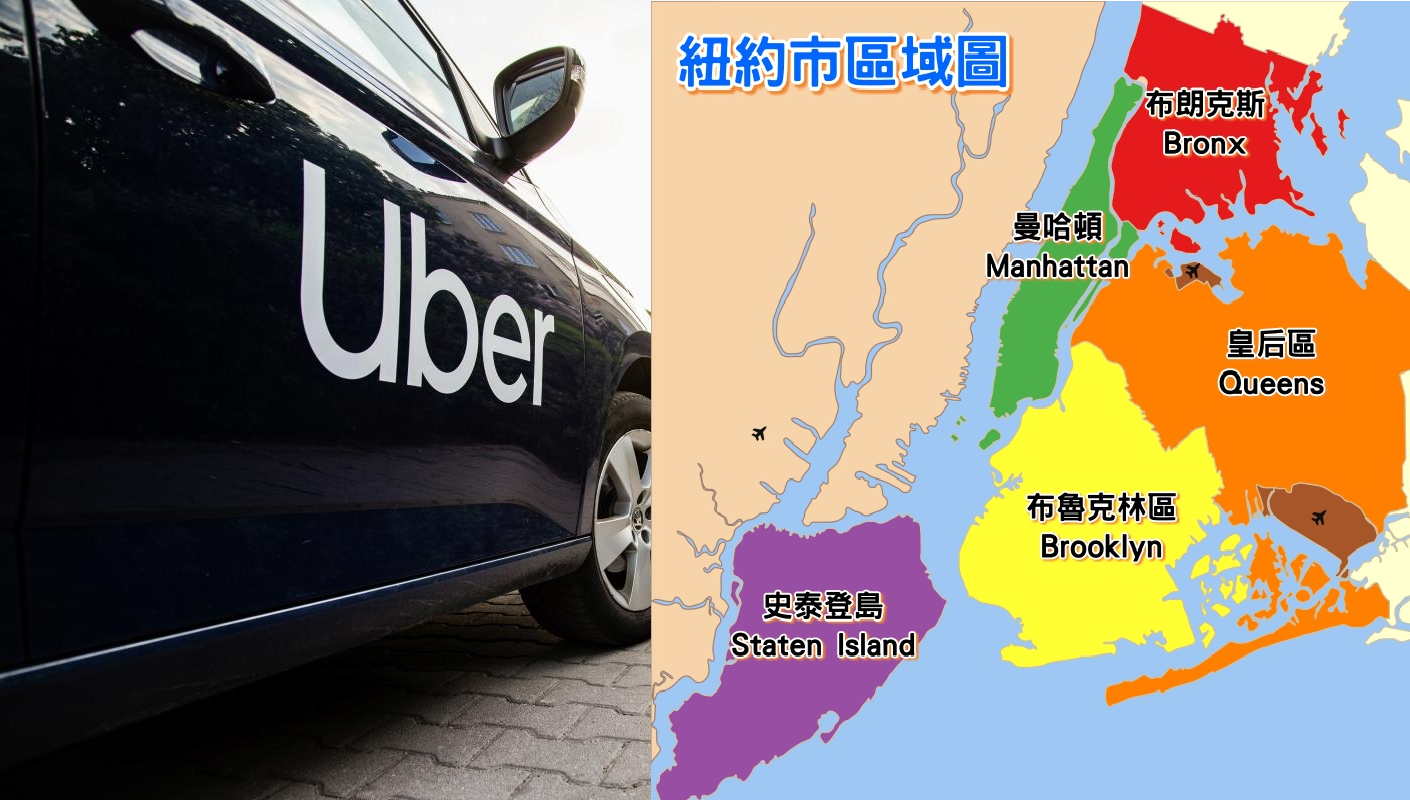 Uber
紐約市區域圖
布朗克斯
Bronx
曼哈頓
Manhattan
皇后區
Queens
布魯克林區
Brooklyn
史泰登島
Staten Island